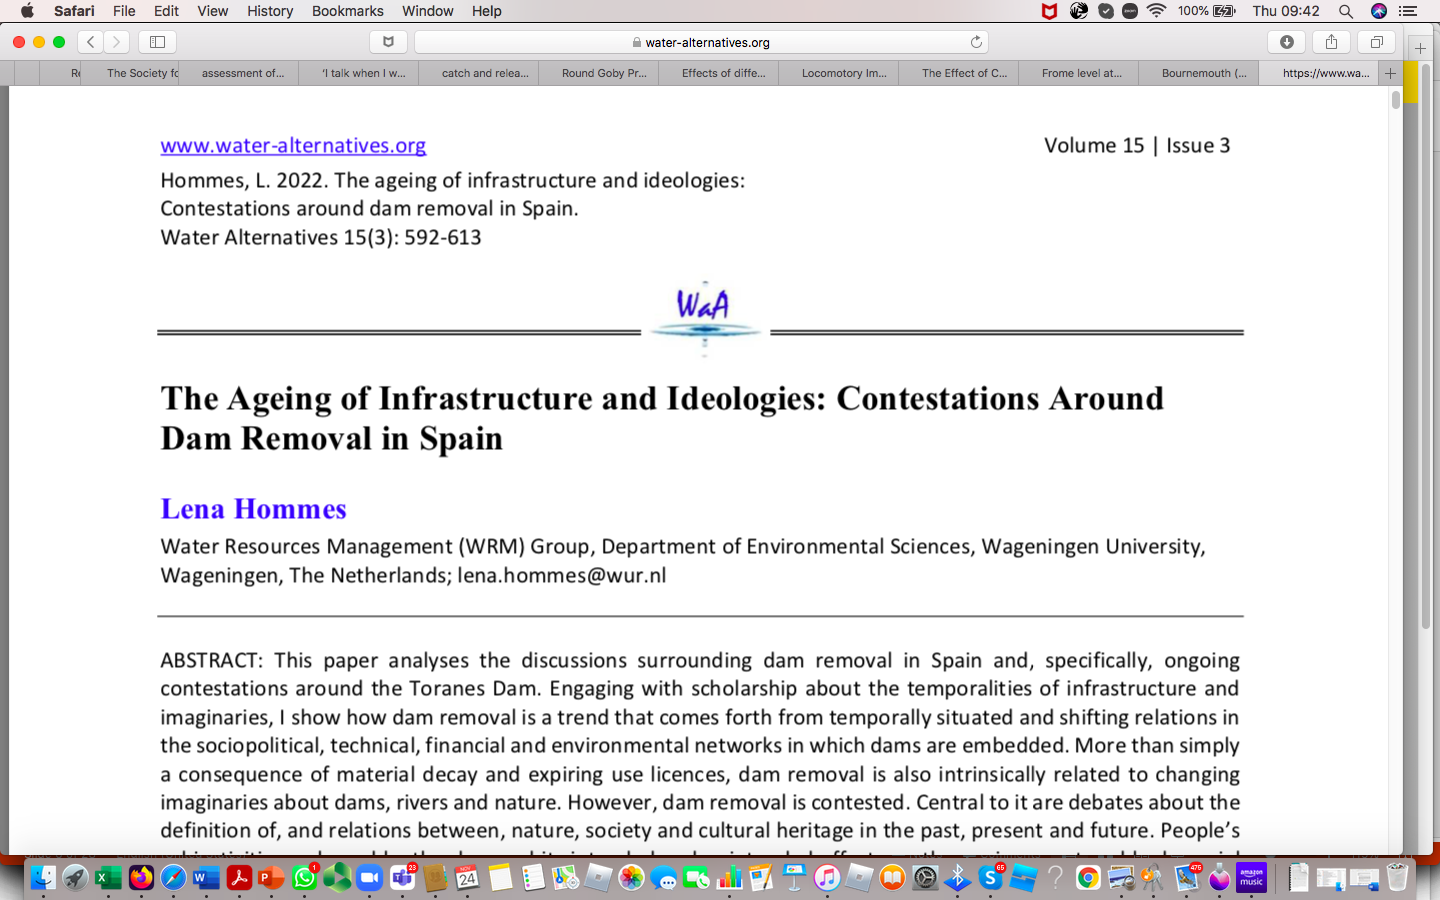 Safari File Edit View History Bookmarks Window Help 100% Thu 09:42
water-alternatives.org
Re The Society fo assessment of... 'I talk when I w... catch and relea... Round Goby Pr... Effects of diffe... Locomotory Im... The Effect of C... Frome level at... Bournemouth (... https://www.wa...
www.water-alternatives.org Volume 15 | Issue 3
Hommes, L. 2022. The ageing of infrastructure and ideologies:
Contestations around dam removal in Spain.
Water Alternatives 15(3): 592-613
WaA
The Ageing of Infrastructure and Ideologies: Contestations Around
Dam Removal in Spain
Lena Hommes
Water Resources Management (WRM) Group, Department of Environmental Sciences, Wageningen University,
Wageningen, The Netherlands; lena.hommes@wur.nl
ABSTRACT: This paper analyses the discussions surrounding dam removal in Spain and, specifically, ongoing
contestations around the Toranes Dam. Engaging with scholarship about the temporalities of infrastructure and
imaginaries, I show how dam removal is a trend that comes forth from temporally situated and shifting relations in
the sociopolitical, technical, financial and environmental networks in which dams are embedded. More than simply
a consequence of material decay and expiring use licences, dam removal is also intrinsically related to changing
imaginaries about dams, rivers and nature. However, dam removal is contested. Central to it are debates about the
definition of, and relations between, nature, society and cultural heritage in the past, present and future. People's
1 23 NOV 24 65 476 amazon music